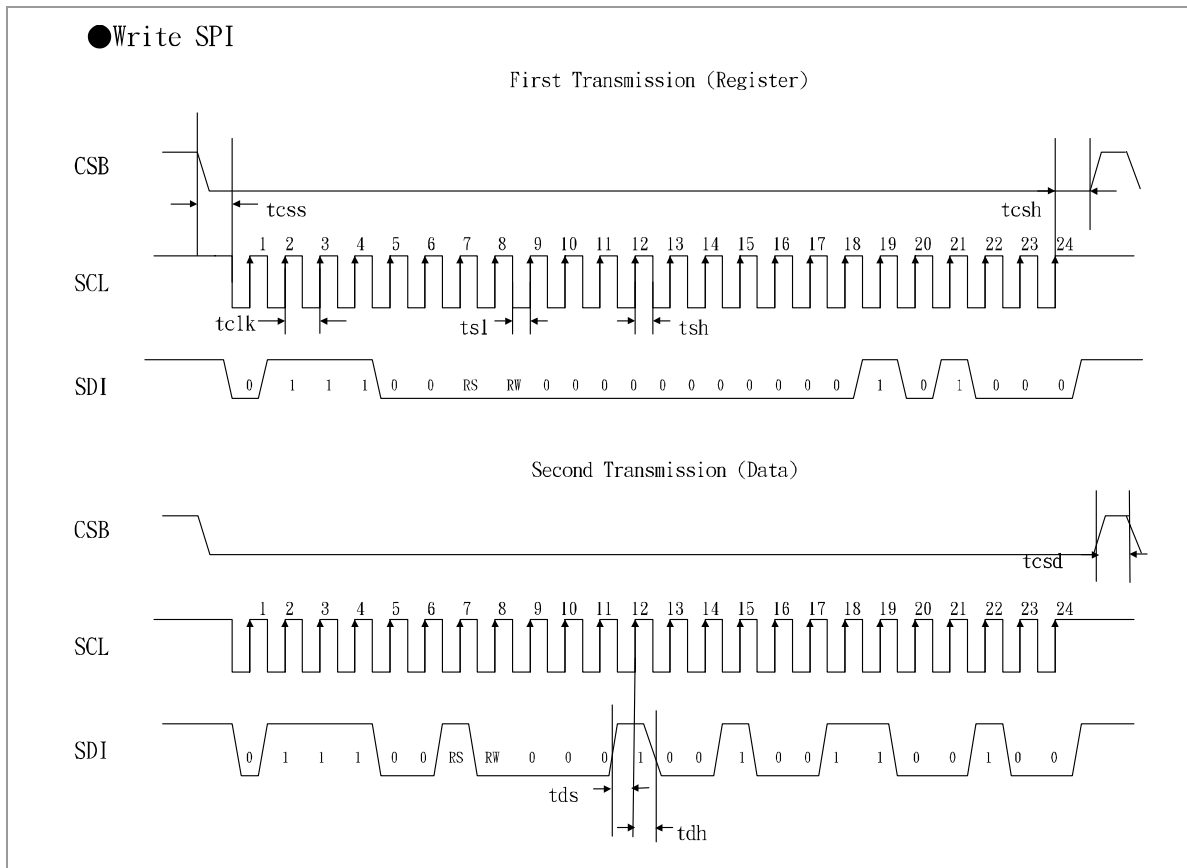 ●Write SPI
First Transmission (Register)
CSB
tcss
tcsh
1 2 3 4 5 6 7 8 9 10 11 12 13 14 15 16 17 18 19 20 21 22 23 24
SCL
tclk
tsl
tsh
SDI
0 1 1 1 0 0 RS RW 0 0 0 0 0 0 0 0 0 0 1 0 1 0 0 0
Second Transmission (Data)
CSB
tcsd
1 2 3 4 5 6 7 8 9 10 11 12 13 14 15 16 17 18 19 20 21 22 23 24
SCL
SDI
0 1 1 1 0 0 RS RW 0 0 0 1 0 0 1 0 0 1 1 0 0 1 0 0
tds
tdh